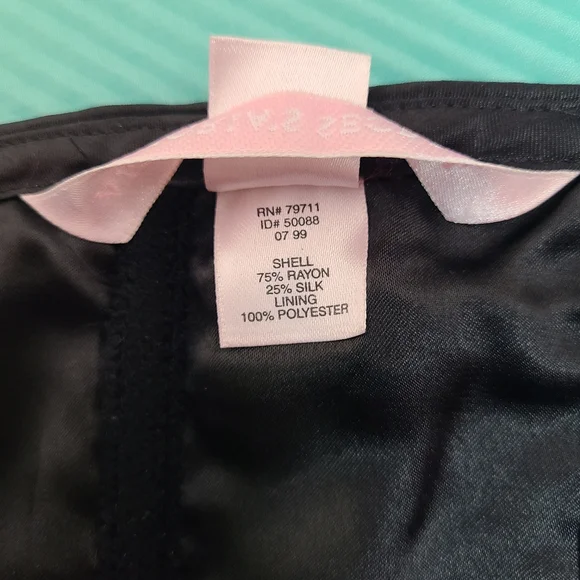 RN# 79711
ID# 50088
07 99
SHELL
75% RAYON
25% SILK
LINING
100% POLYESTER